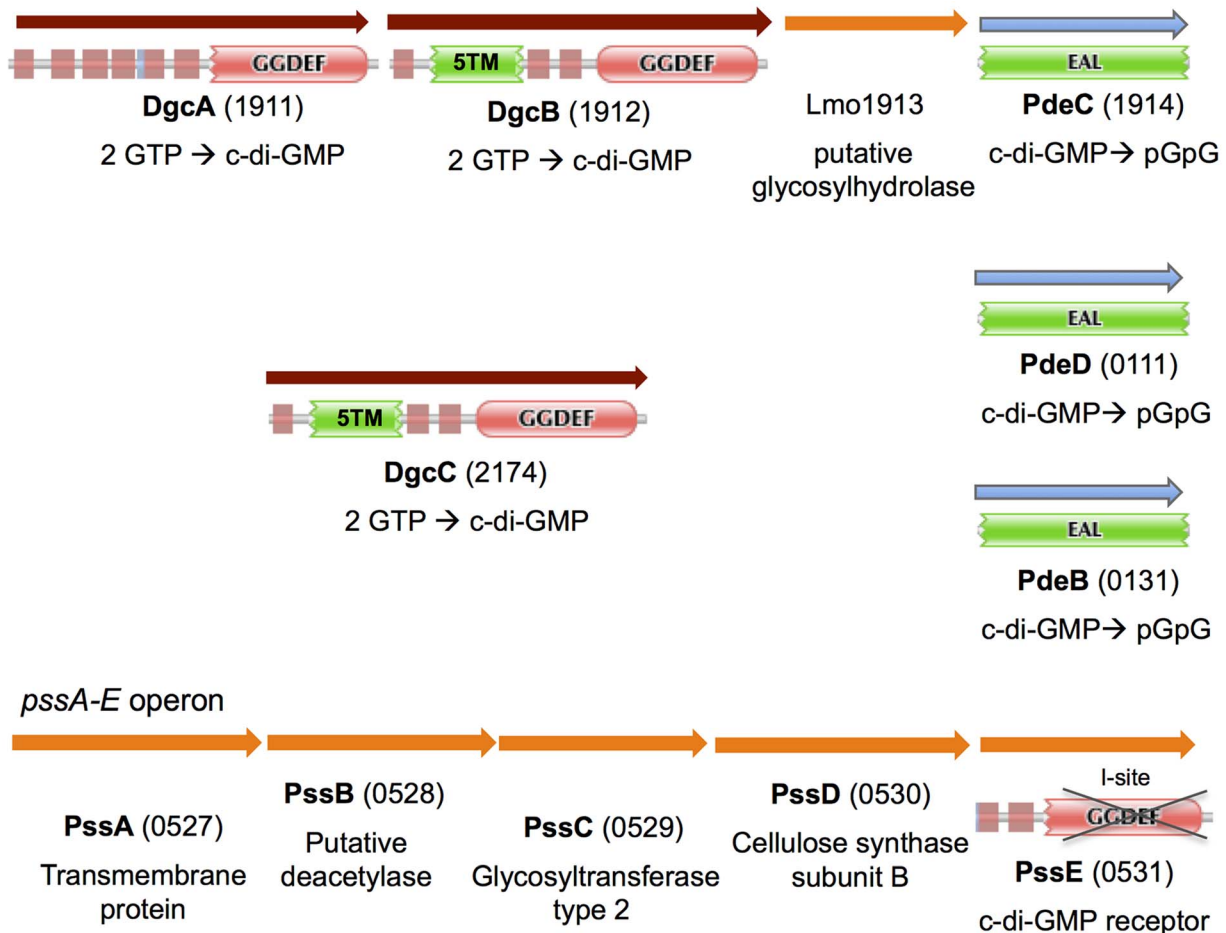 GGDEF
5TM
GGDEF
EAL
DgcA (1911)
2 GTP → c-di-GMP
DgcB (1912)
2 GTP → c-di-GMP
Lmo1913
putative
glycosylhydrolase
PdeC (1914)
c-di-GMP→ pGpG
EAL
PdeD (0111)
c-di-GMP→ pGpG
5TM
GGDEF
DgcC (2174)
2 GTP → c-di-GMP
EAL
PdeB (0131)
c-di-GMP→ pGpG
pssA-E operon
PssA (0527)
Transmembrane
protein
PssB (0528)
Putative
deacetylase
PssC (0529)
Glycosyltransferase
type 2
PssD (0530)
Cellulose synthase
subunit B
I-site
GGDEF
PssE (0531)
c-di-GMP receptor